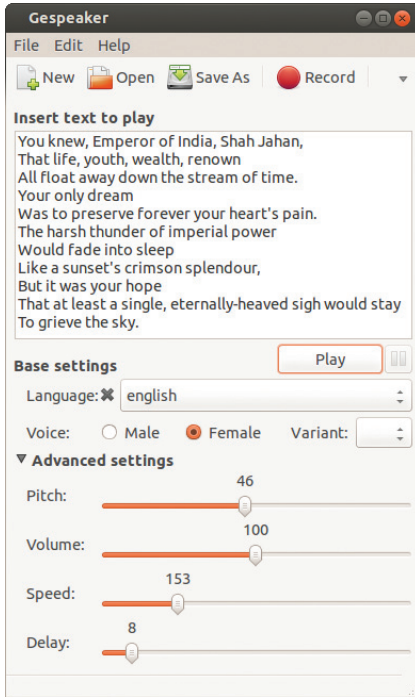 Gespeaker
File Edit Help
New Open Save As Record
Insert text to play
You knew, Emperor of India, Shah Jahan,
That life, youth, wealth, renown
All float away down the stream of time.
Your only dream
Was to preserve forever your heart's pain.
The harsh thunder of imperial power
Would fade into sleep
Like a sunset's crimson splendour,
But it was your hope
That at least a single, eternally-heaved sigh would stay
To grieve the sky.
Play
Base settings
Language: english
Voice: Male Female Variant:
Advanced settings
46
Pitch:
100
Volume:
153
Speed:
8
Delay: